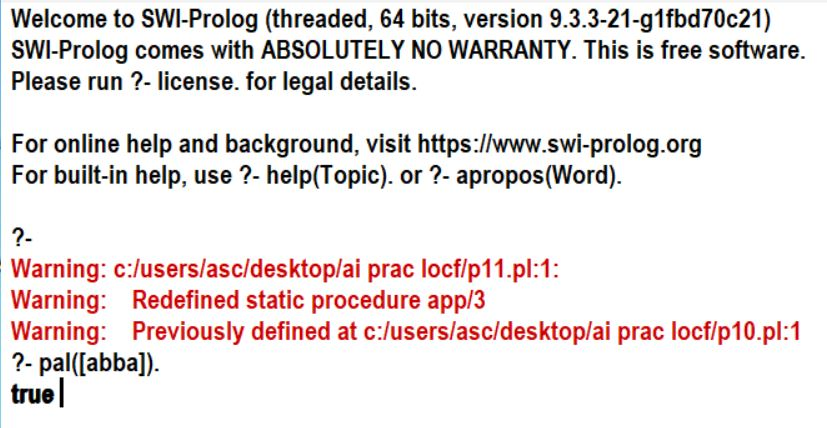 Welcome to SWI-Prolog (threaded, 64 bits, version 9.3.3-21-g1fbd70c21)
SWI-Prolog comes with ABSOLUTELY NO WARRANTY. This is free software.
Please run ?- license. for legal details.
For online help and background, visit https://www.swi-prolog.org
For built-in help, use ?- help(Topic). or ?- apropos(Word).
?-
Warning: c:/users/asc/desktop/ai prac locf/p11.pl:1:
Warning:    Redefined static procedure app/3
Warning:    Previously defined at c:/users/asc/desktop/ai prac locf/p10.pl:1
?- pal([abba]).
true